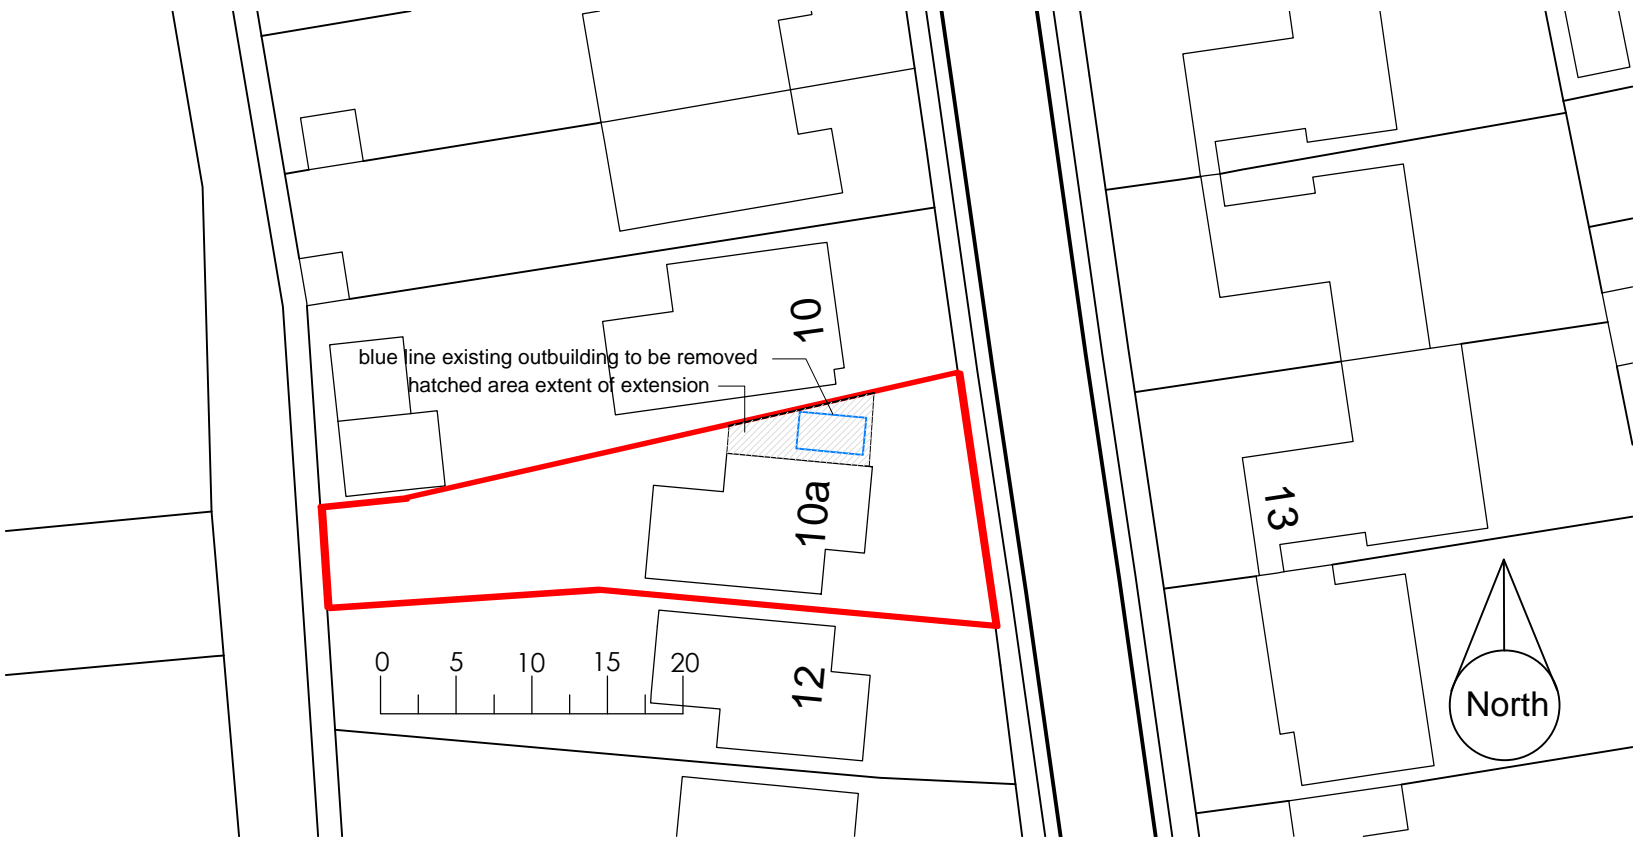 10
blue line existing outbuilding to be removed
hatched area extent of extension
10a
13
0 5 10 15 20
12
North